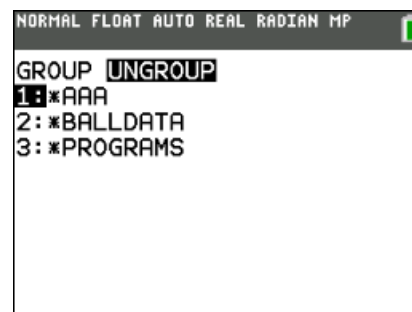 NORMAL FLOAT AUTO REAL RADIAN MP
GROUP UNGROUP
1:*AAA
2:*BALLDATA
3:*PROGRAMS